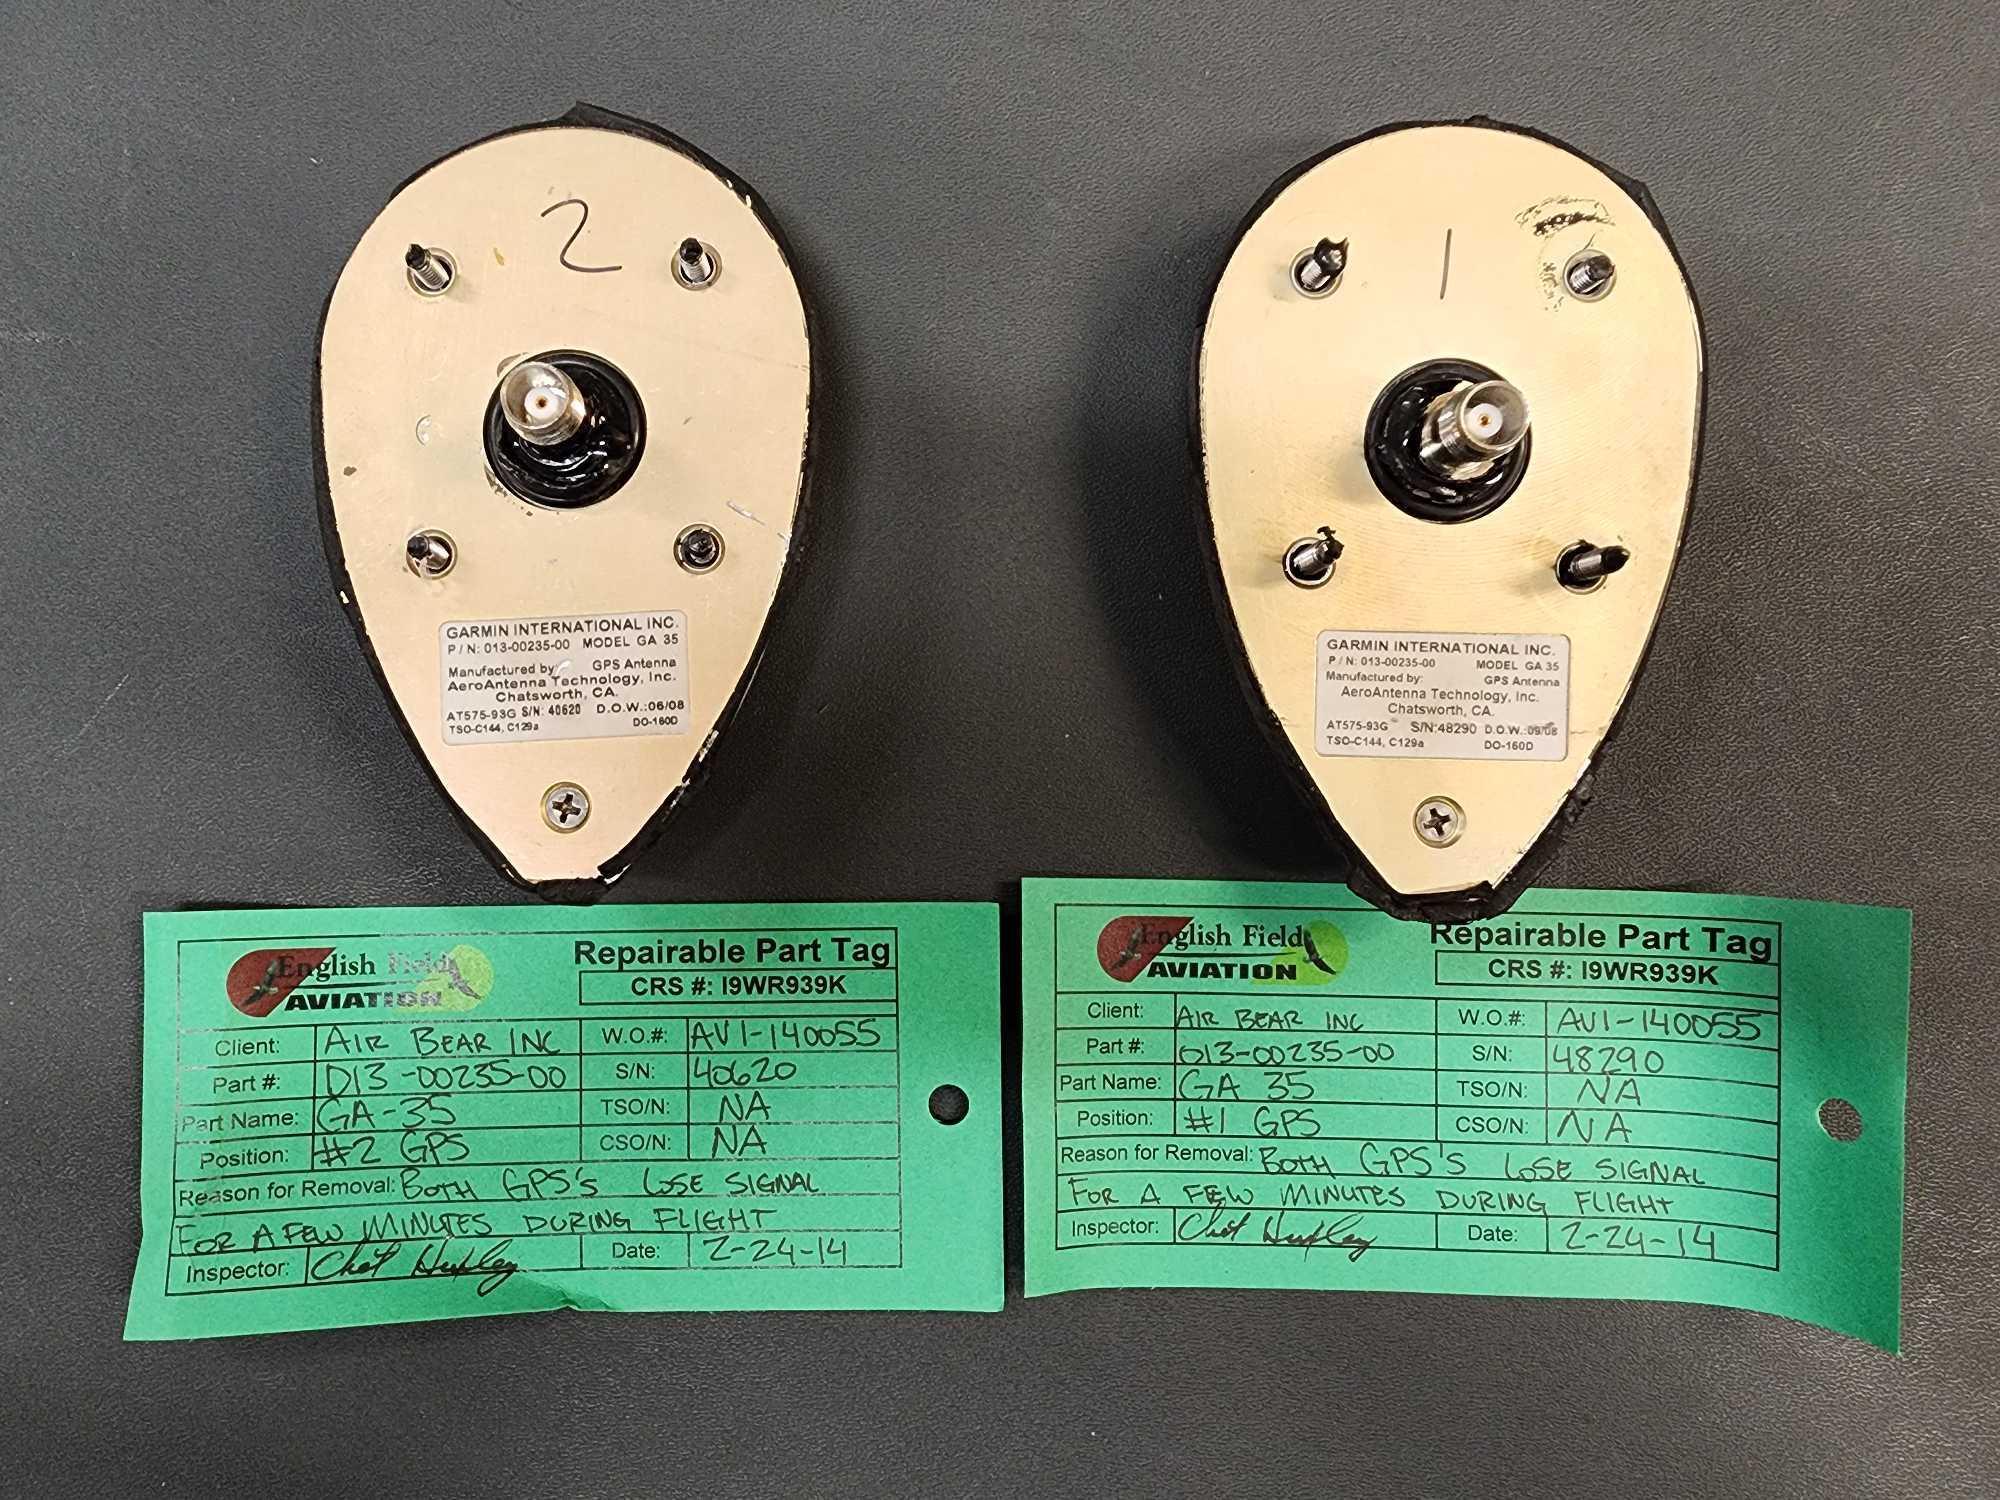 2
GARMIN INTERNATIONAL INC.
P/N: 013-00235-00 MODEL GA 35
Manufactured by: GPS Antenna
AeroAntenna Technology, Inc.
Chatsworth, CA.
AT575-93G S/N: 40620 D.O.W.:06/08
TSO-C144, C129a DO-160D
1
GARMIN INTERNATIONAL INC.
P/N: 013-00235-00 MODEL GA 35
Manufactured by: GPS Antenna
AeroAntenna Technology, Inc.
Chatsworth, CA.
AT575-93G S/N:48290 D.O.W.:09/08
TSO-C144, C129a DO-160D
English Field
AVIATION
Repairable Part Tag
CRS #: I9WR939K
Client: AIR BEAR INC W.O.#: AVI-140055
Part #: 013-00235-00 S/N: 40620
Part Name: GA-35 TSO/N: NA
Position: #2 GPS CSO/N: NA
Reason for Removal: BOTH GPS'S LOSE SIGNAL
FOR A FEW MINUTES DURING FLIGHT
Inspector: Chet Huxley Date: 2-24-14
English Field
AVIATION
Repairable Part Tag
CRS #: I9WR939K
Client: AIR BEAR INC W.O.#: AVI-140055
Part #: 013-00235-00 S/N: 48290
Part Name: GA 35 TSO/N: NA
Position: #1 GPS CSO/N: NA
Reason for Removal: BOTH GPS'S LOSE SIGNAL
FOR A FEW MINUTES DURING FLIGHT
Inspector: Chet Huxley Date: 2-24-14